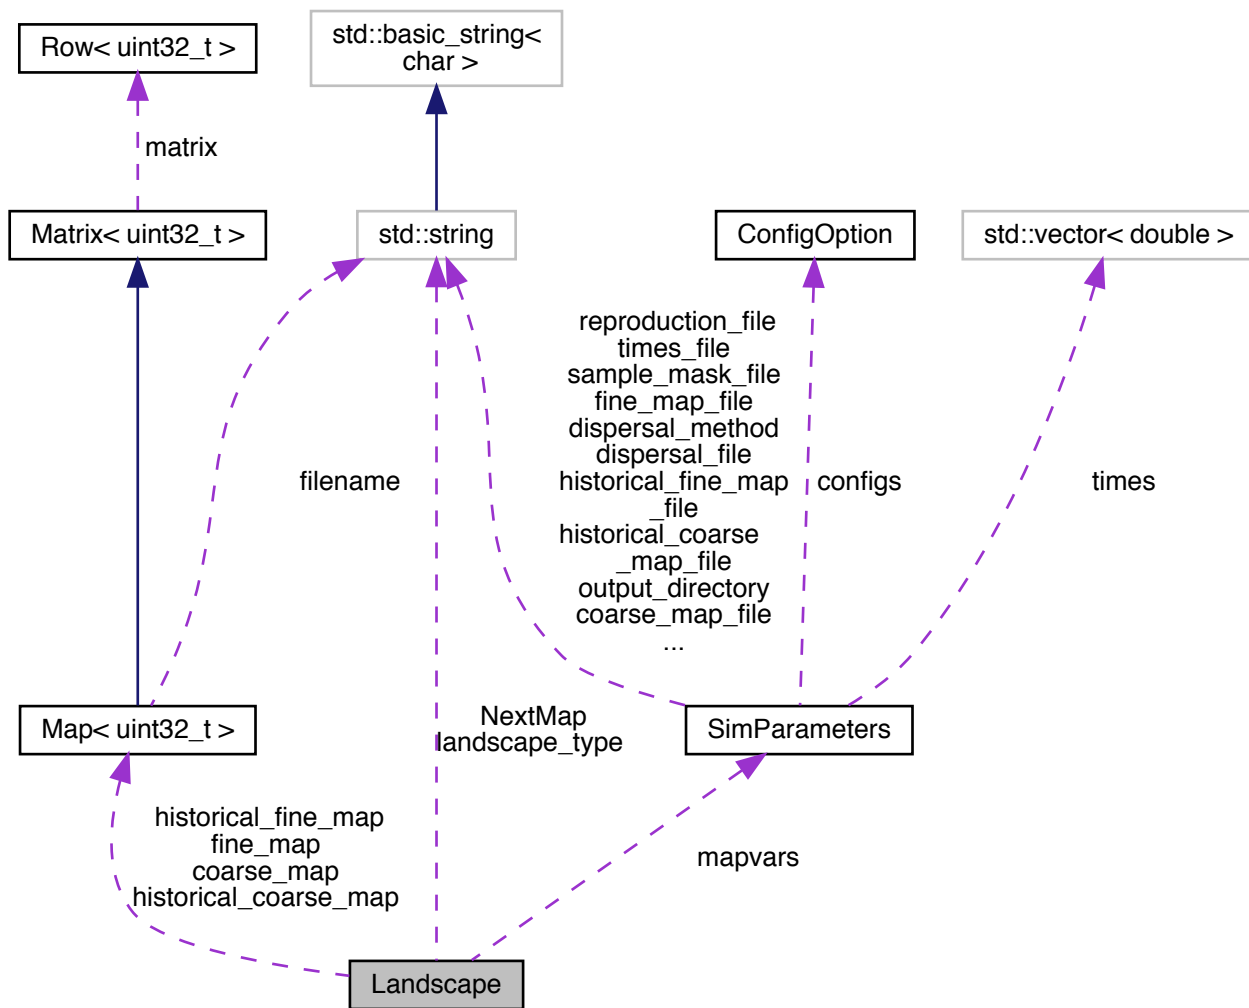 Row< uint32_t >
std::basic_string<
char >
matrix
Matrix< uint32_t >
std::string
ConfigOption
std::vector< double >
filename
reproduction_file
times_file
sample_mask_file
fine_map_file
dispersal_method
dispersal_file
historical_fine_map
_file
historical_coarse
_map_file
output_directory
coarse_map_file
...
configs
times
Map< uint32_t >
NextMap
landscape_type
SimParameters
historical_fine_map
fine_map
coarse_map
historical_coarse_map
mapvars
Landscape